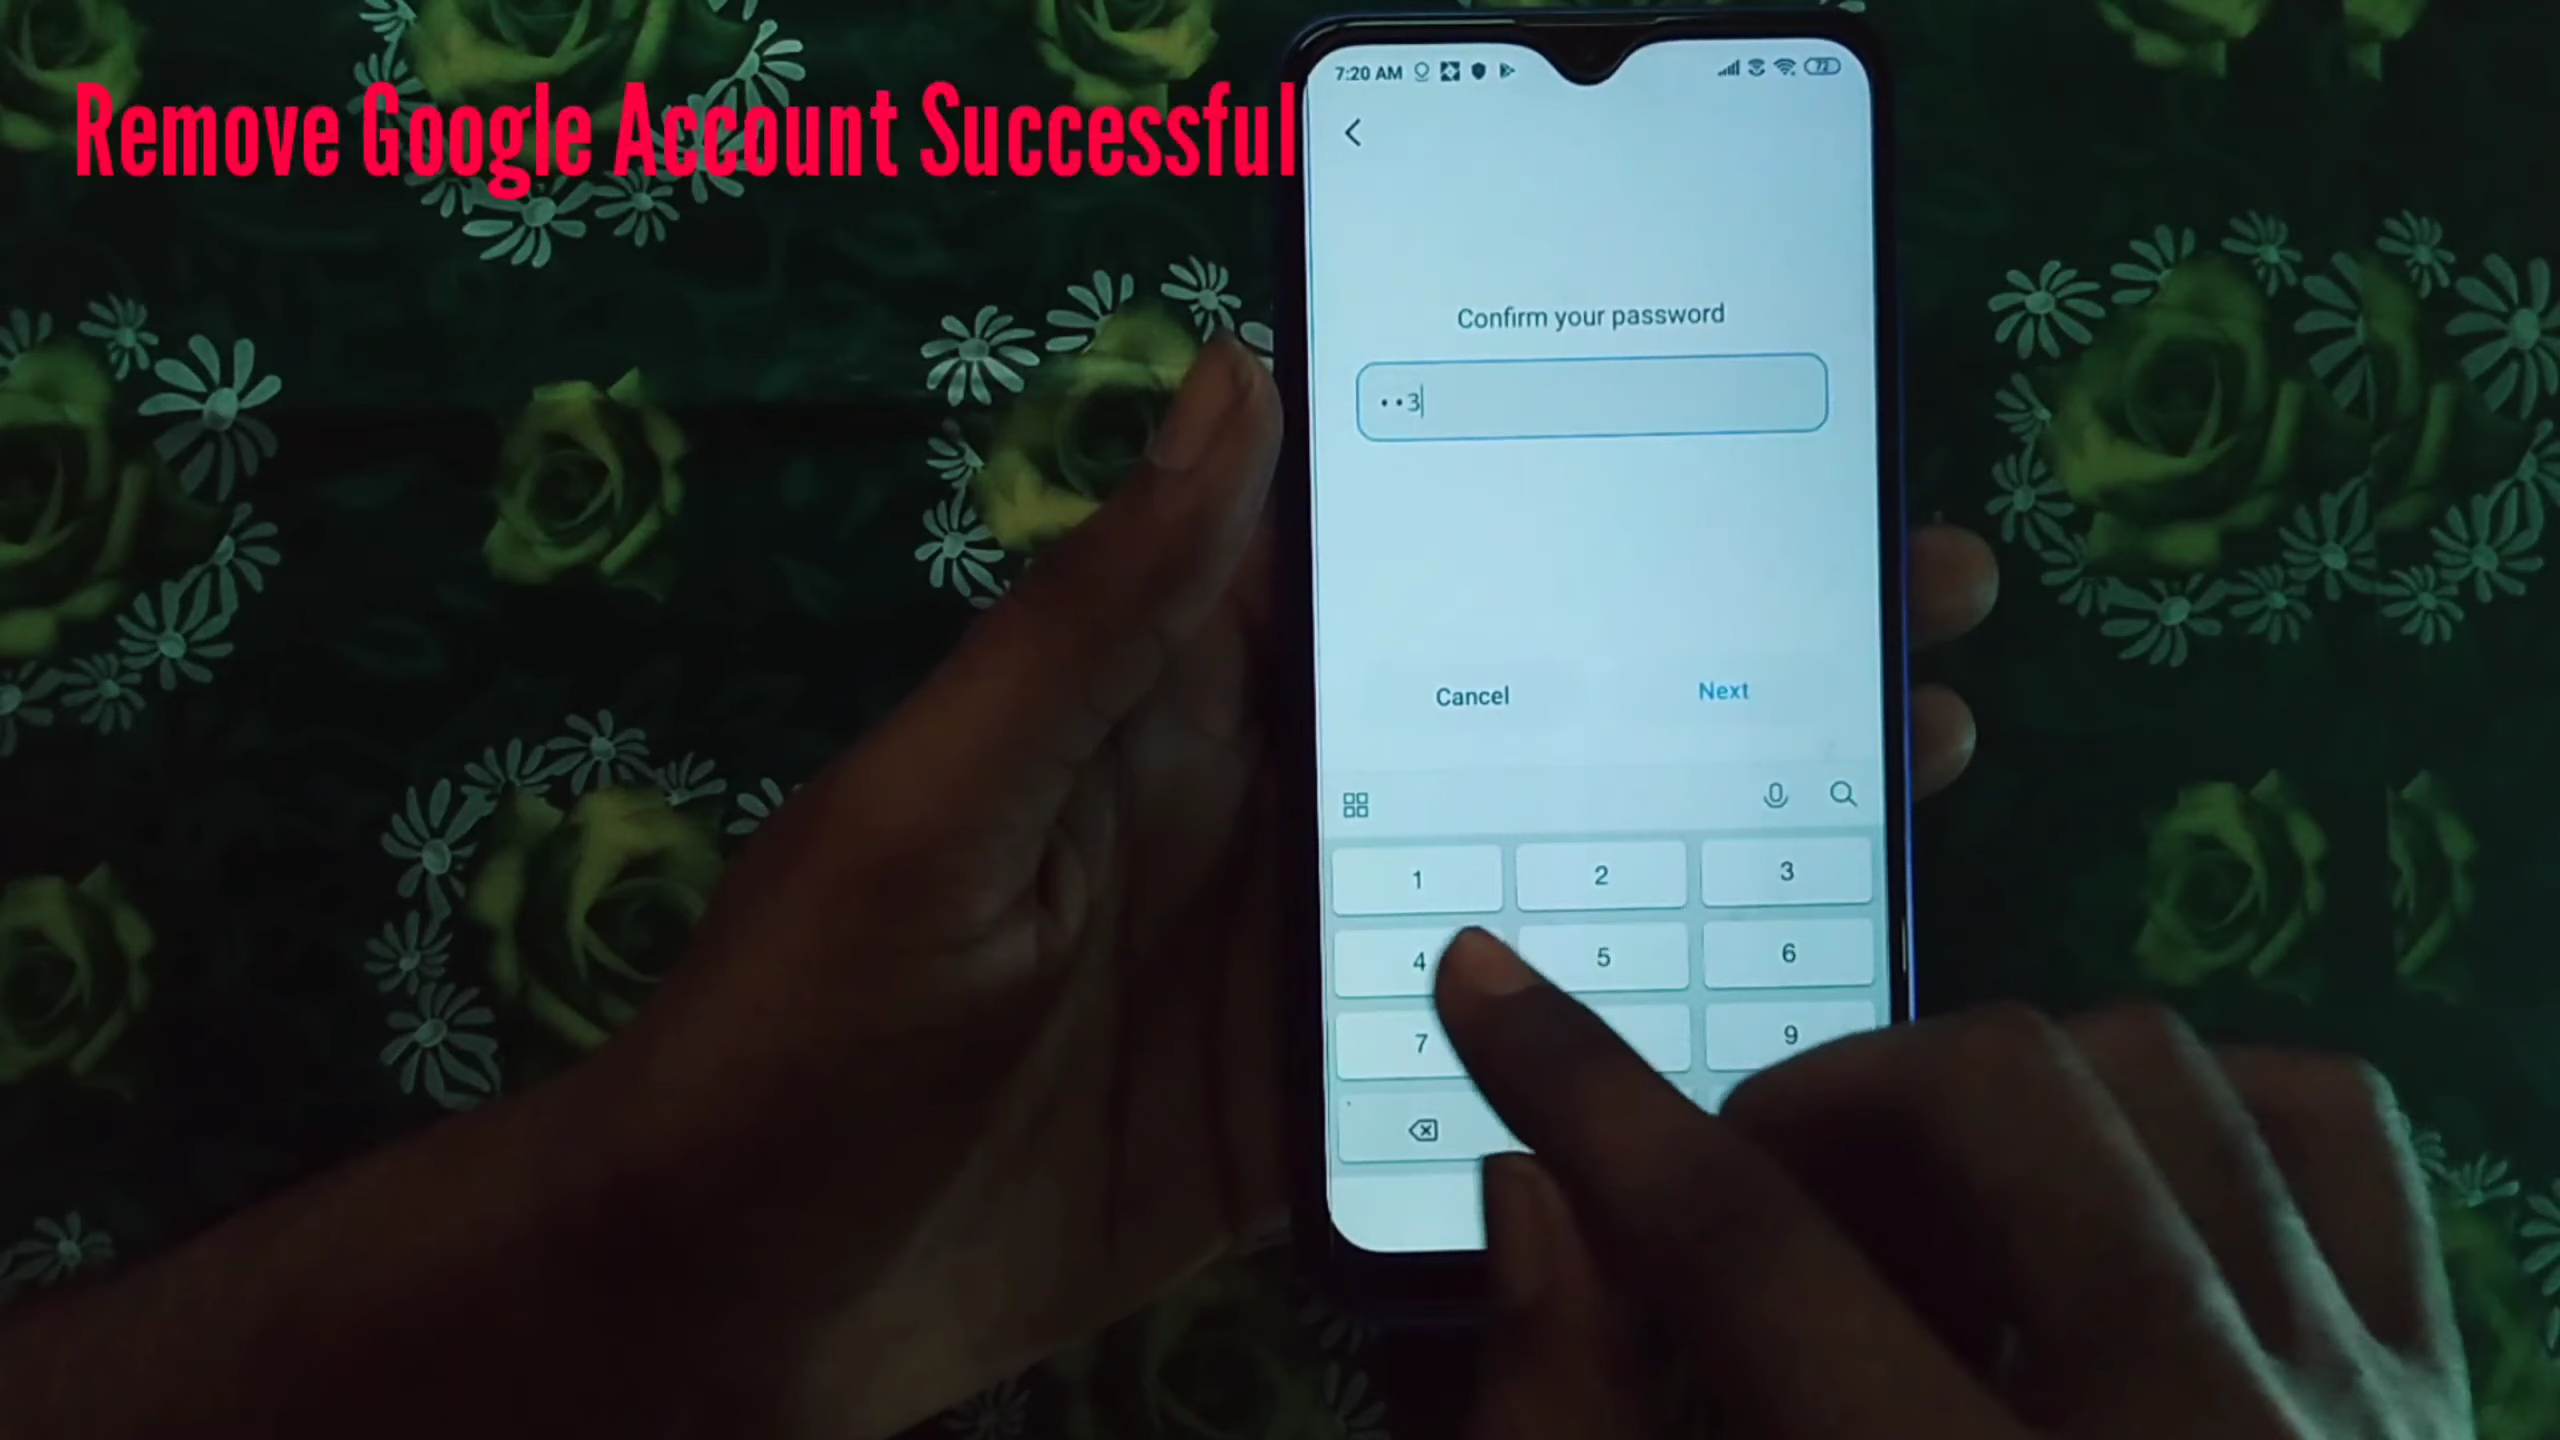 Remove Google Account Successful
7:20 AM
72
Confirm your password
••3
Cancel
Next
1
2
3
4
5
6
7
9